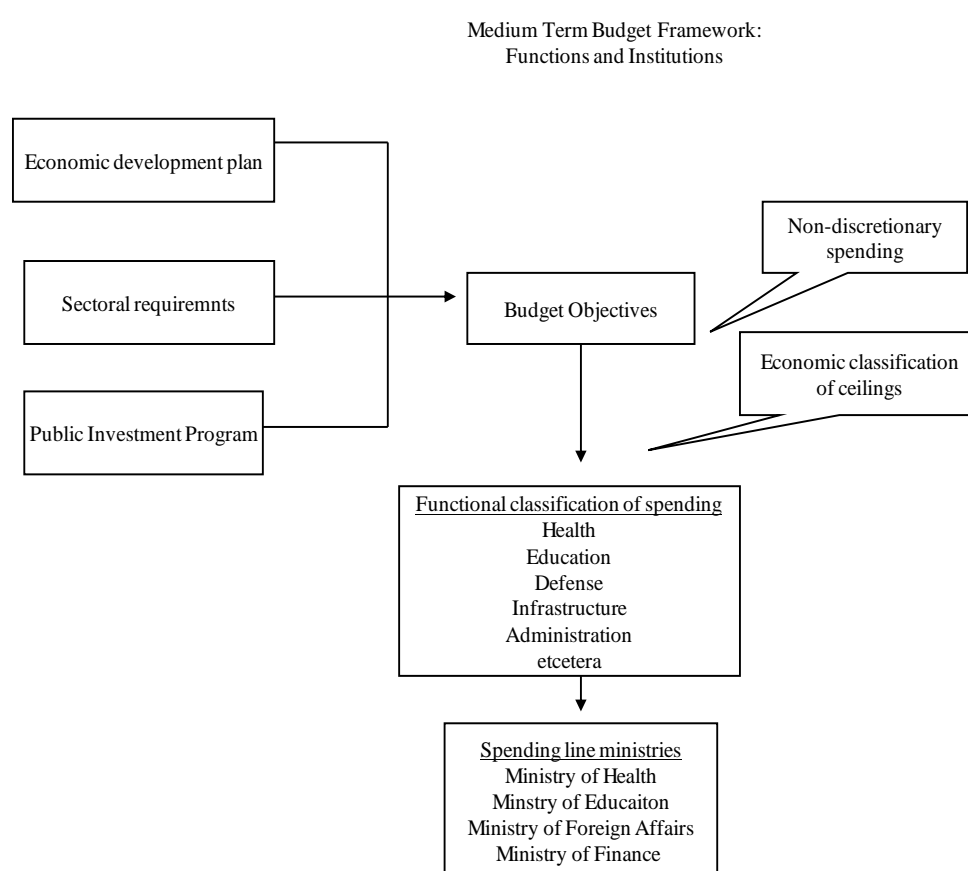 Medium Term Budget Framework:
Functions and Institutions
Economic development plan
Non-discretionary
spending
Sectoral requiremnts
Budget Objectives
Economic classification
of ceilings
Public Investment Program
Functional classification of spending
Health
Education
Defense
Infrastructure
Administration
etcetera
Spending line ministries
Ministry of Health
Minstry of Educaiton
Ministry of Foreign Affairs
Ministry of Finance